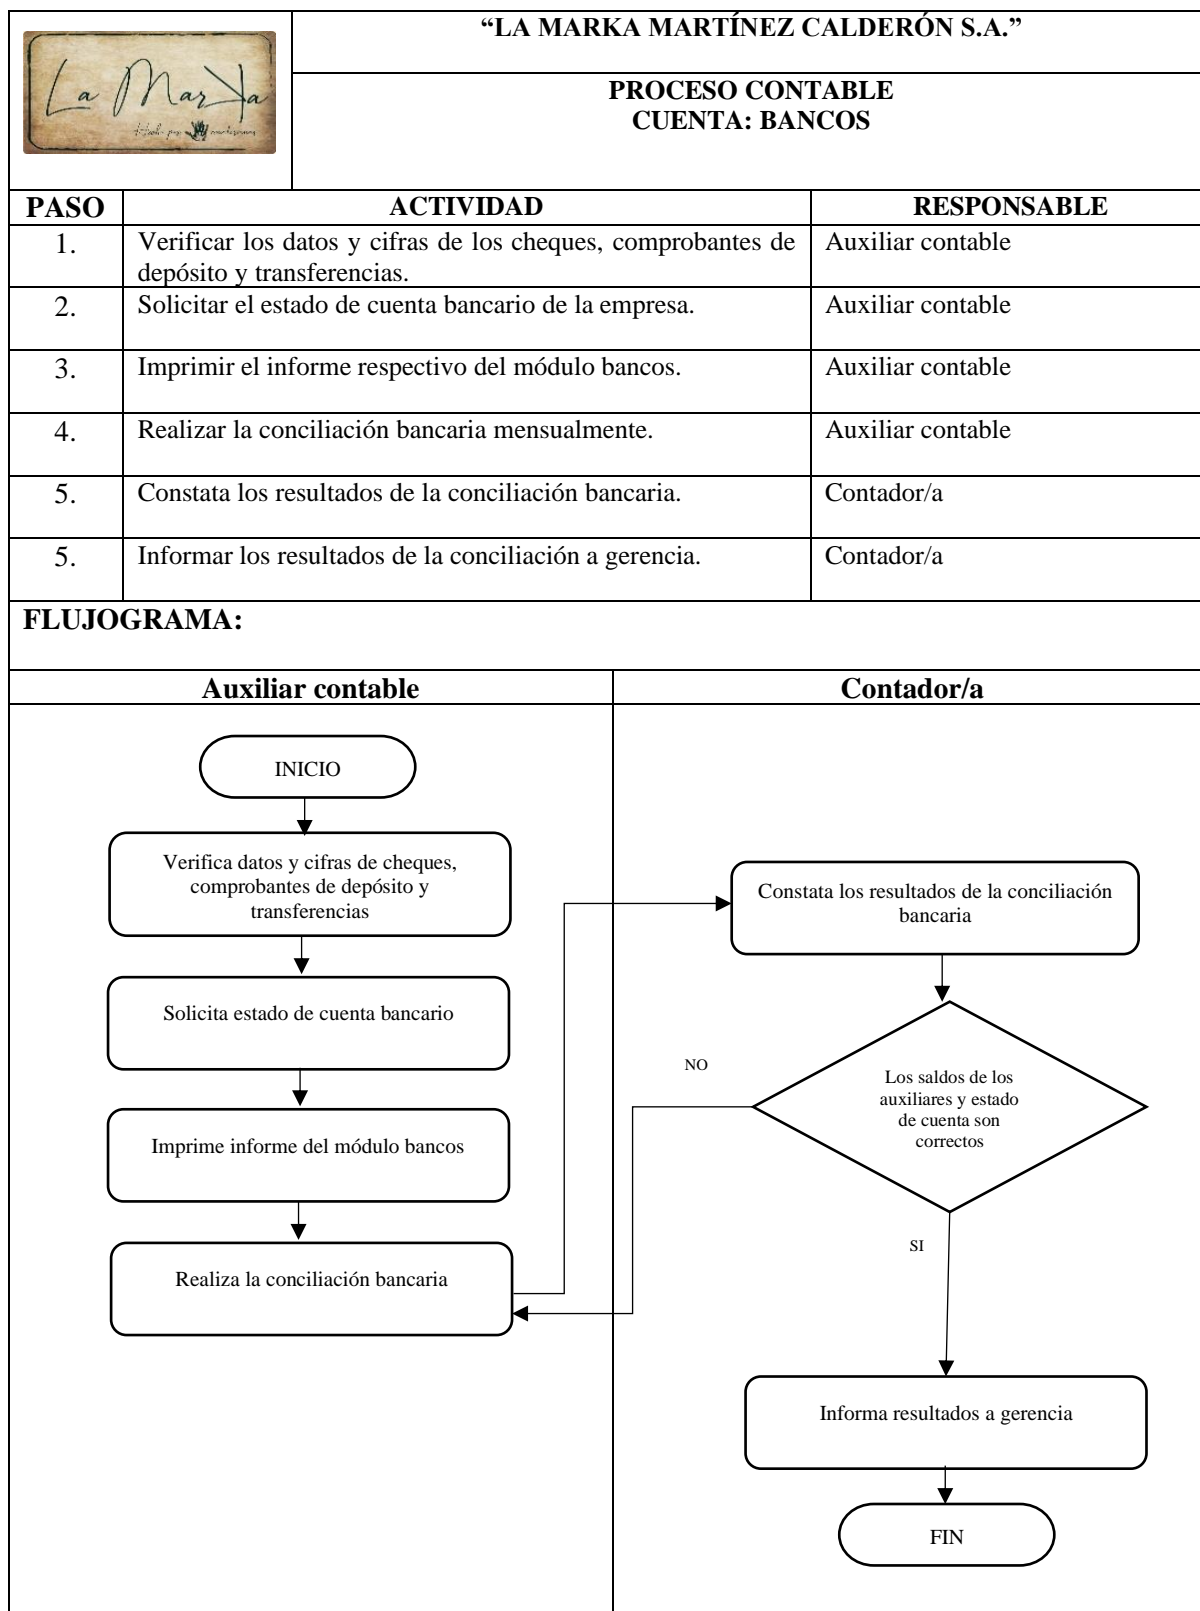 La Marka
“LA MARKA MARTÍNEZ CALDERÓN S.A.”
PROCESO CONTABLE
CUENTA: BANCOS
PASO ACTIVIDAD RESPONSABLE
1. Verificar los datos y cifras de los cheques, comprobantes de Auxiliar contable
depósito y transferencias.
2. Solicitar el estado de cuenta bancario de la empresa. Auxiliar contable
3. Imprimir el informe respectivo del módulo bancos. Auxiliar contable
4. Realizar la conciliación bancaria mensualmente. Auxiliar contable
5. Constata los resultados de la conciliación bancaria. Contador/a
5. Informar los resultados de la conciliación a gerencia. Contador/a
FLUJOGRAMA:
Auxiliar contable
INICIO
Verifica datos y cifras de cheques,
comprobantes de depósito y
transferencias
Solicita estado de cuenta bancario
Imprime informe del módulo bancos
Realiza la conciliación bancaria
Contador/a
Constata los resultados de la conciliación
bancaria
Los saldos de los
auxiliares y estado
de cuenta son
correctos
NO
SI
Informa resultados a gerencia
FIN